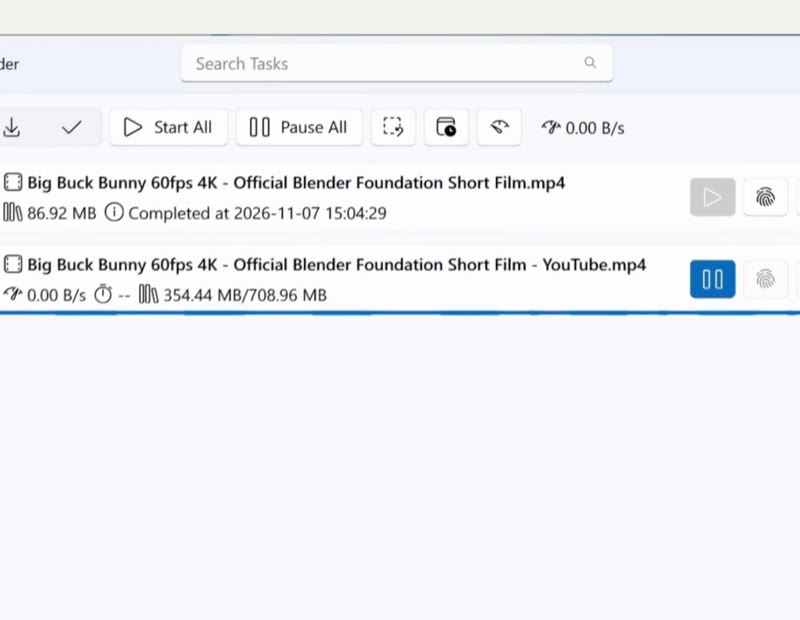 der
Search Tasks
Start All
Pause All
0.00 B/s
Big Buck Bunny 60fps 4K - Official Blender Foundation Short Film.mp4
86.92 MB Completed at 2026-11-07 15:04:29
Big Buck Bunny 60fps 4K - Official Blender Foundation Short Film - YouTube.mp4
0.00 B/s -- 354.44 MB/708.96 MB